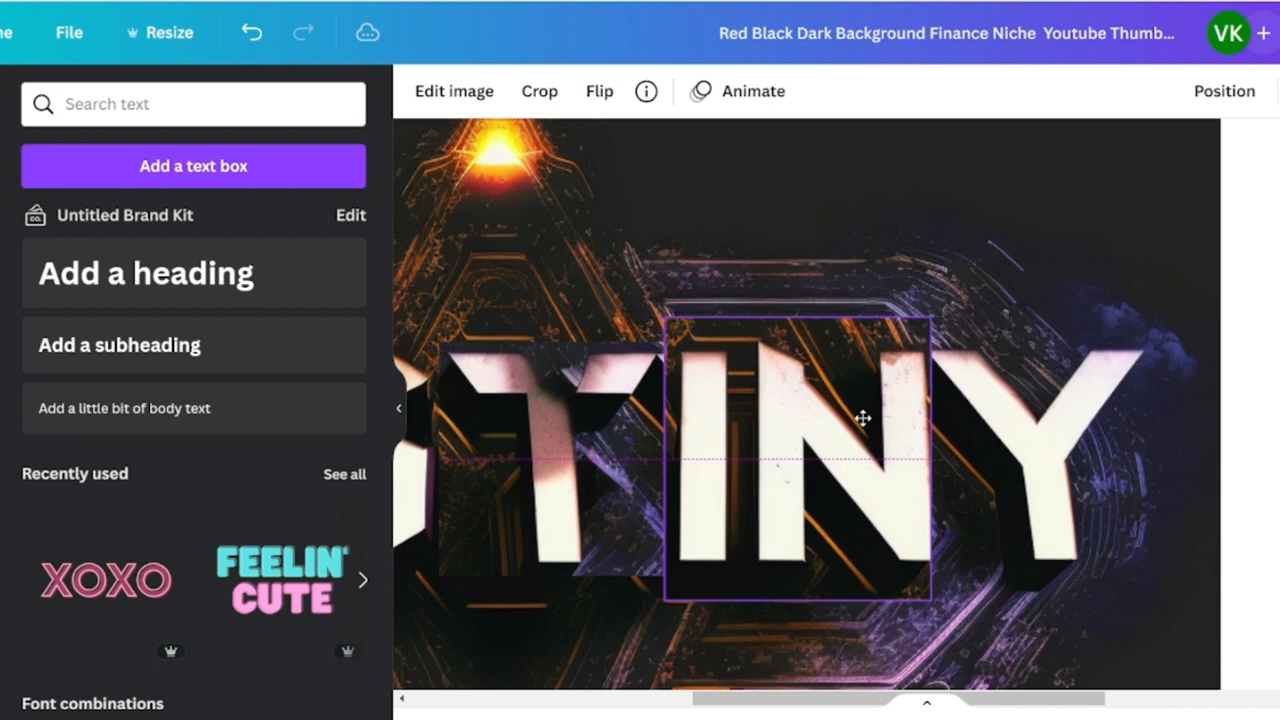 File
Resize
Red Black Dark Background Finance Niche Youtube Thumb...
VK
Search text
Edit image
Crop
Flip
Animate
Position
Add a text box
Untitled Brand Kit
Edit
Add a heading
Add a subheading
Add a little bit of body text
TINY
Recently used
See all
XOXO
FEELIN'
CUTE
Font combinations